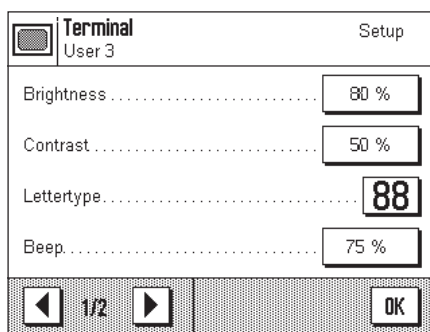 Terminal Setup
User 3
Brightness 80 %
Contrast 50 %
Lettertype 88
Beep 75 %
1/2 OK